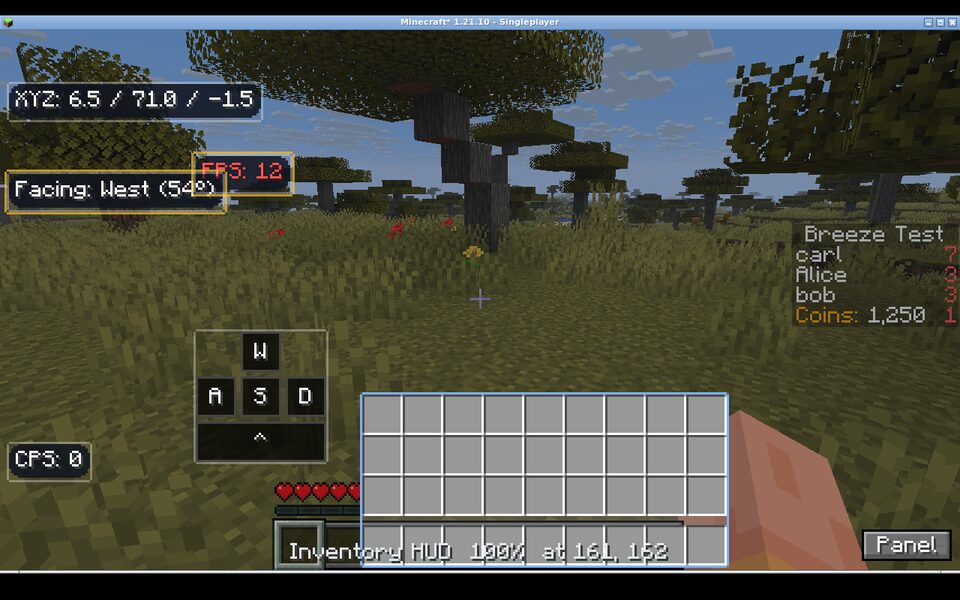 Minecraft* 1.21.10 - Singleplayer
XYZ: 6.5 / 71.0 / -1.5
FPS: 12
Facing: West (54°)
Breeze Test
carl 7
Alice 3
bob 3
Coins: 1,250 1
W
A S D
^
CPS: 0
Inventory HUD 100% at 161, 162
Panel